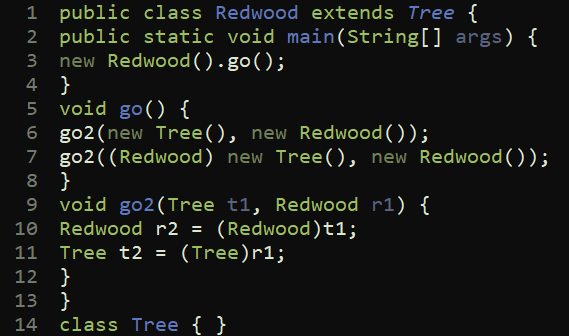 1 public class Redwood extends Tree {
2 public static void main(String[] args) {
3 new Redwood().go();
4 }
5 void go() {
6 go2(new Tree(), new Redwood());
7 go2((Redwood) new Tree(), new Redwood());
8 }
9 void go2(Tree t1, Redwood r1) {
10 Redwood r2 = (Redwood)t1;
11 Tree t2 = (Tree)r1;
12 }
13 }
14 class Tree { }